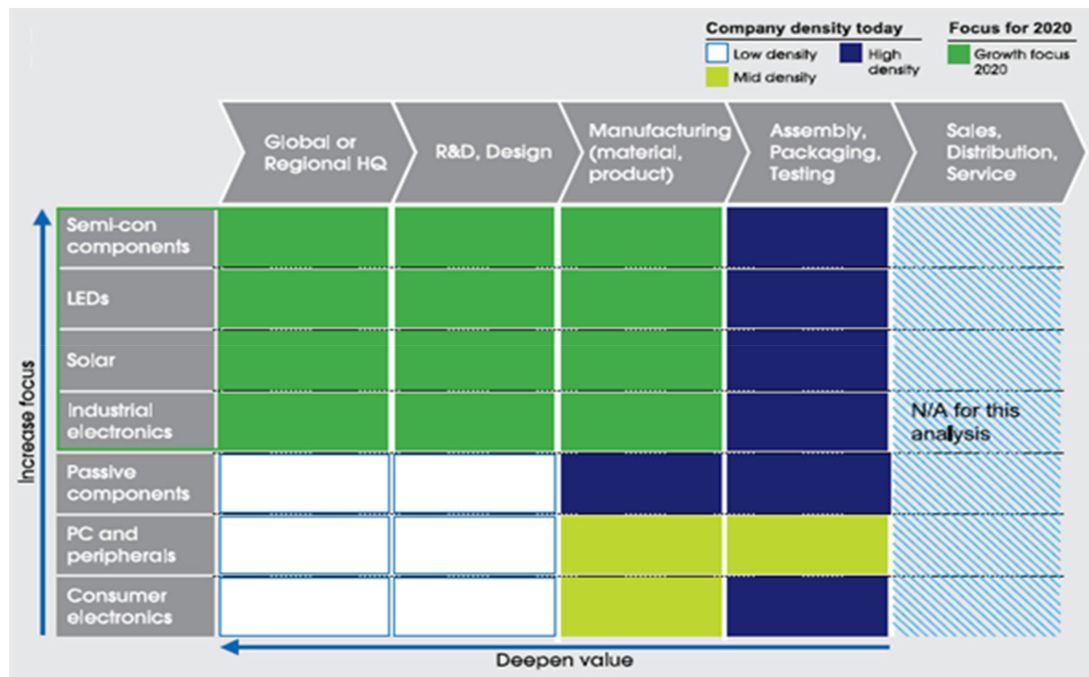 Company density today
Focus for 2020
Low density
High
density
Growth focus
2020
Mid density
Global or
Regional HQ
R&D, Design
Manufacturing
(material,
product)
Assembly,
Packaging,
Testing
Sales,
Distribution,
Service
Semi-con
components
LEDs
Solar
Industrial
electronics
N/A for this
analysis
Passive
components
PC and
peripherals
Consumer
electronics
Increase focus
Deepen value